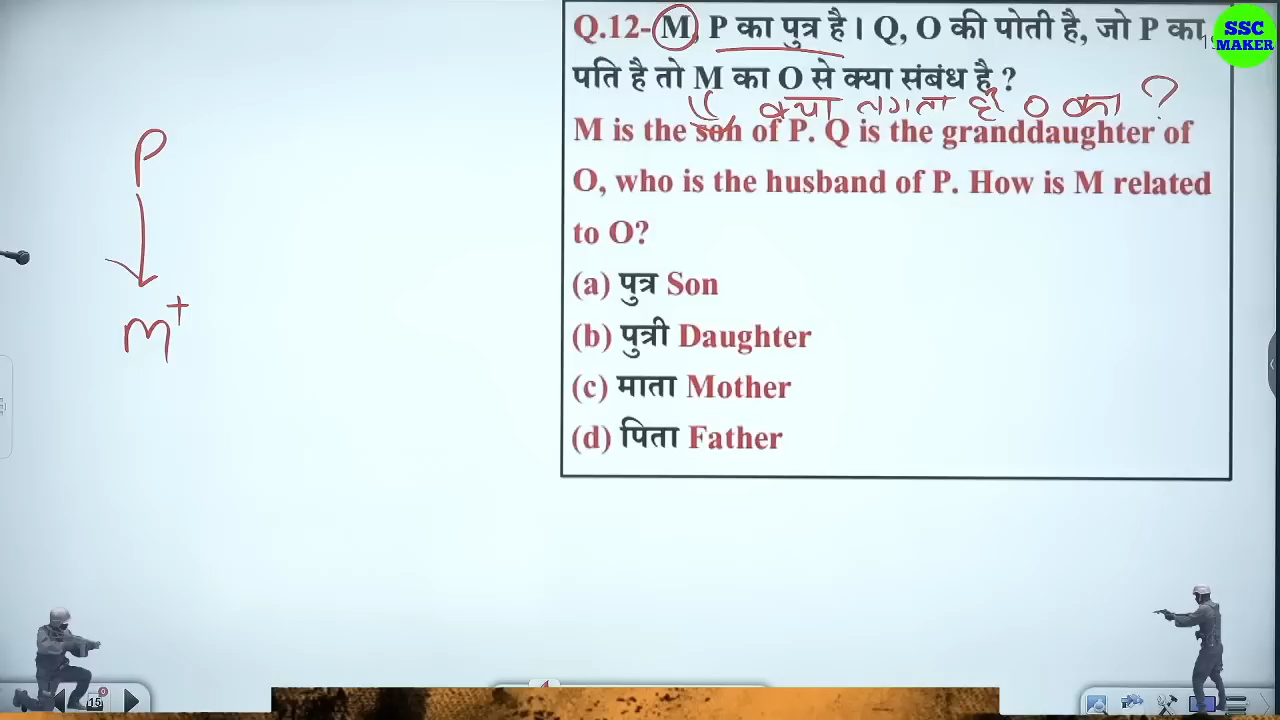 Q.12- M, P का पुत्र है । Q, O की पोती है, जो P का
पति है तो M का O से क्या संबंध है ?
क्या लगता है O का ?
M is the son of P. Q is the granddaughter of
O, who is the husband of P. How is M related
to O?
(a) पुत्र Son
(b) पुत्री Daughter
(c) माता Mother
(d) पिता Father
P
M+
SSC
MAKER
15